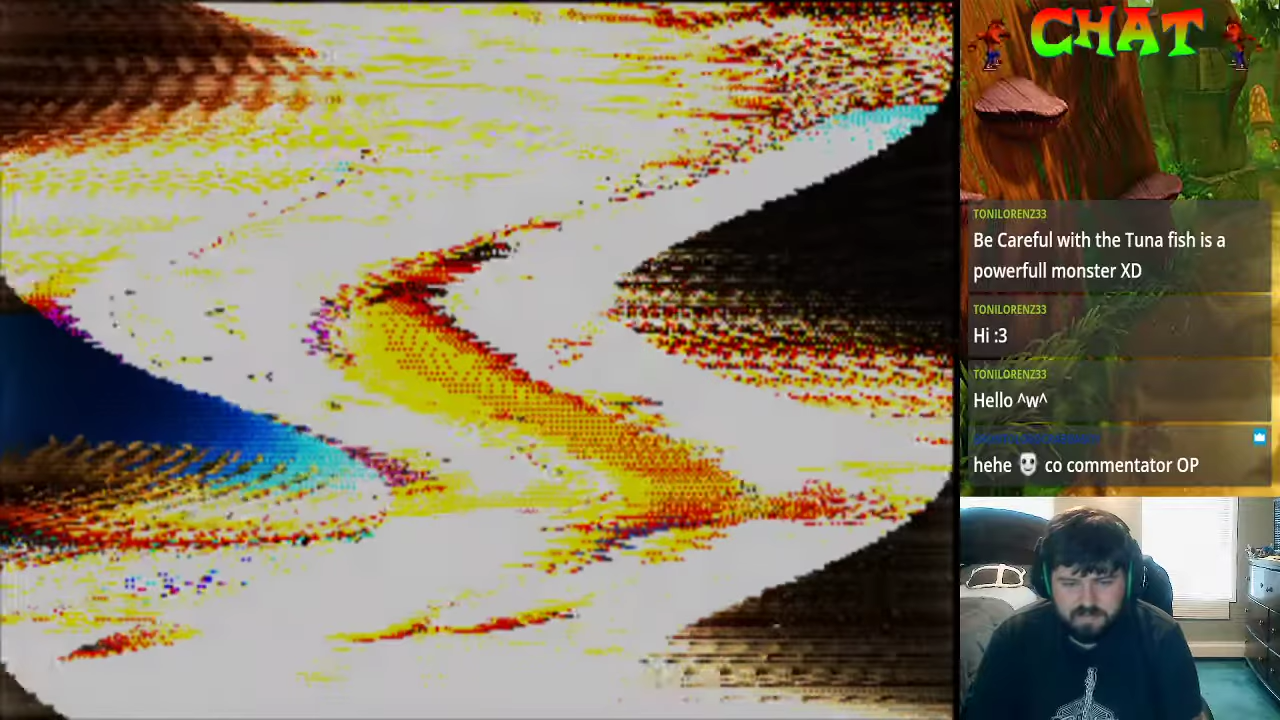 CHAT
TONILORENZ33
Be Careful with the Tuna fish is a
powerfull monster XD
TONILORENZ33
Hi :3
TONILORENZ33
Hello ^w^
hehe co commentator OP